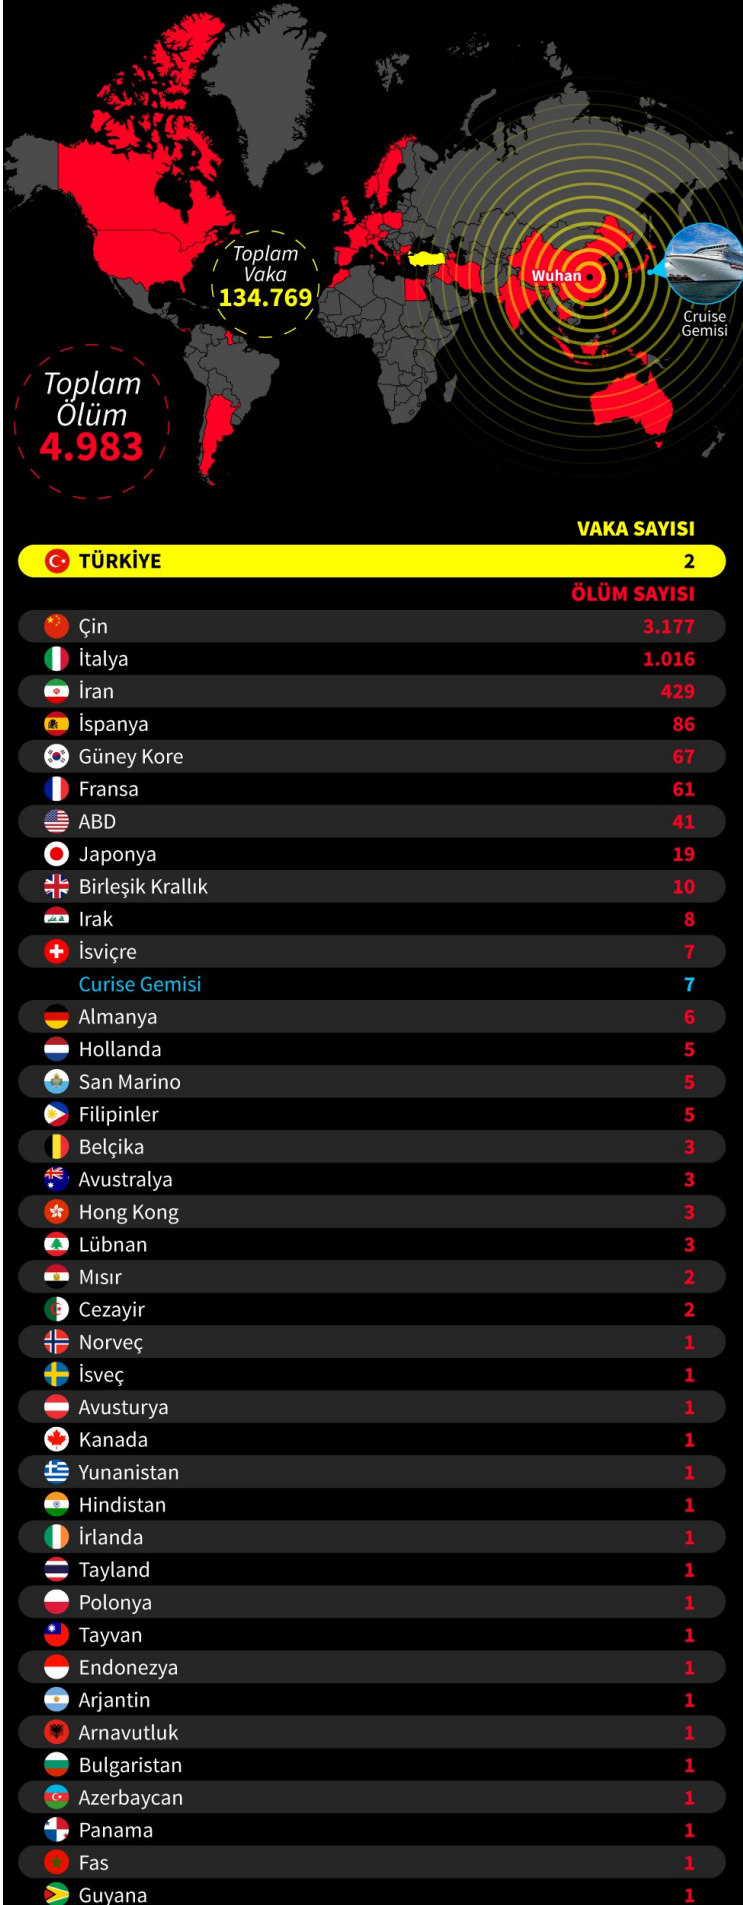 Toplam
Vaka
134.769
Wuhan
Cruise
Gemisi
Toplam
Ölüm
4.983
VAKA SAYISI
TÜRKİYE 2
ÖLÜM SAYISI
Çin 3.177
İtalya 1.016
İran 429
İspanya 86
Güney Kore 67
Fransa 61
ABD 41
Japonya 19
Birleşik Krallık 10
Irak 8
İsviçre 7
Curise Gemisi 7
Almanya 6
Hollanda 5
San Marino 5
Filipinler 5
Belçika 3
Avustralya 3
Hong Kong 3
Lübnan 3
Mısır 2
Cezayir 2
Norveç 1
İsveç 1
Avusturya 1
Kanada 1
Yunanistan 1
Hindistan 1
İrlanda 1
Tayland 1
Polonya 1
Tayvan 1
Endonezya 1
Arjantin 1
Arnavutluk 1
Bulgaristan 1
Azerbaycan 1
Panama 1
Fas 1
Guyana 1